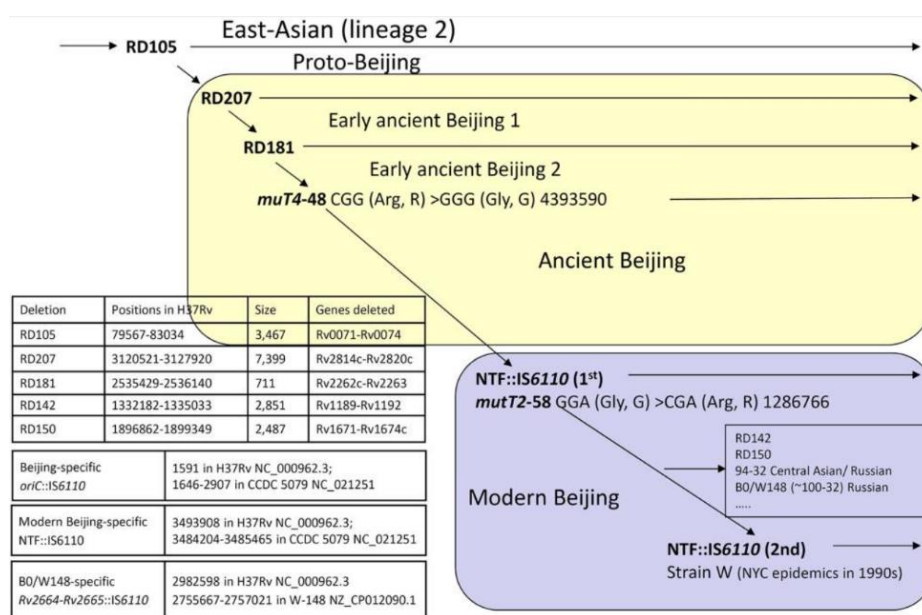 East-Asian (lineage 2)
RD105
Proto-Beijing
RD207
Early ancient Beijing 1
RD181
Early ancient Beijing 2
muT4-48 CGG (Arg, R) >GGG (Gly, G) 4393590
Ancient Beijing
Deletion Positions in H37Rv Size Genes deleted
RD105 79567-83034 3,467 Rv0071-Rv0074
RD207 3120521-3127920 7,399 Rv2814c-Rv2820c
RD181 2535429-2536140 711 Rv2262c-Rv2263
RD142 1332182-1335033 2,851 Rv1189-Rv1192
RD150 1896862-1899349 2,487 Rv1671-Rv1674c
Beijing-specific
oriC::IS6110
1591 in H37Rv NC_000962.3;
1646-2907 in CCDC 5079 NC_021251
Modern Beijing-specific
NTF::IS6110
3493908 in H37Rv NC_000962.3;
3484204-3485465 in CCDC 5079 NC_021251
B0/W148-specific
Rv2664-Rv2665::IS6110
2982598 in H37Rv NC_000962.3
2755667-2757021 in W-148 NZ_CP012090.1
NTF::IS6110 (1st)
mutT2-58 GGA (Gly, G) >CGA (Arg, R) 1286766
RD142
RD150
94-32 Central Asian/ Russian
B0/W148 (~100-32) Russian
.....
Modern Beijing
NTF::IS6110 (2nd)
Strain W (NYC epidemics in 1990s)